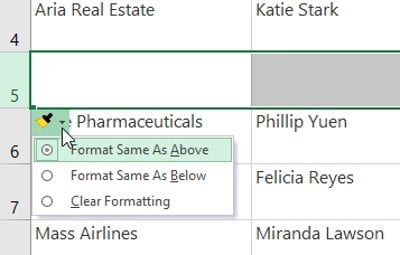 4 Aria Real Estate Katie Stark
5
6 e Pharmaceuticals Phillip Yuen
Format Same As Above
Format Same As Below
Clear Formatting
7 Felicia Reyes
Mass Airlines Miranda Lawson